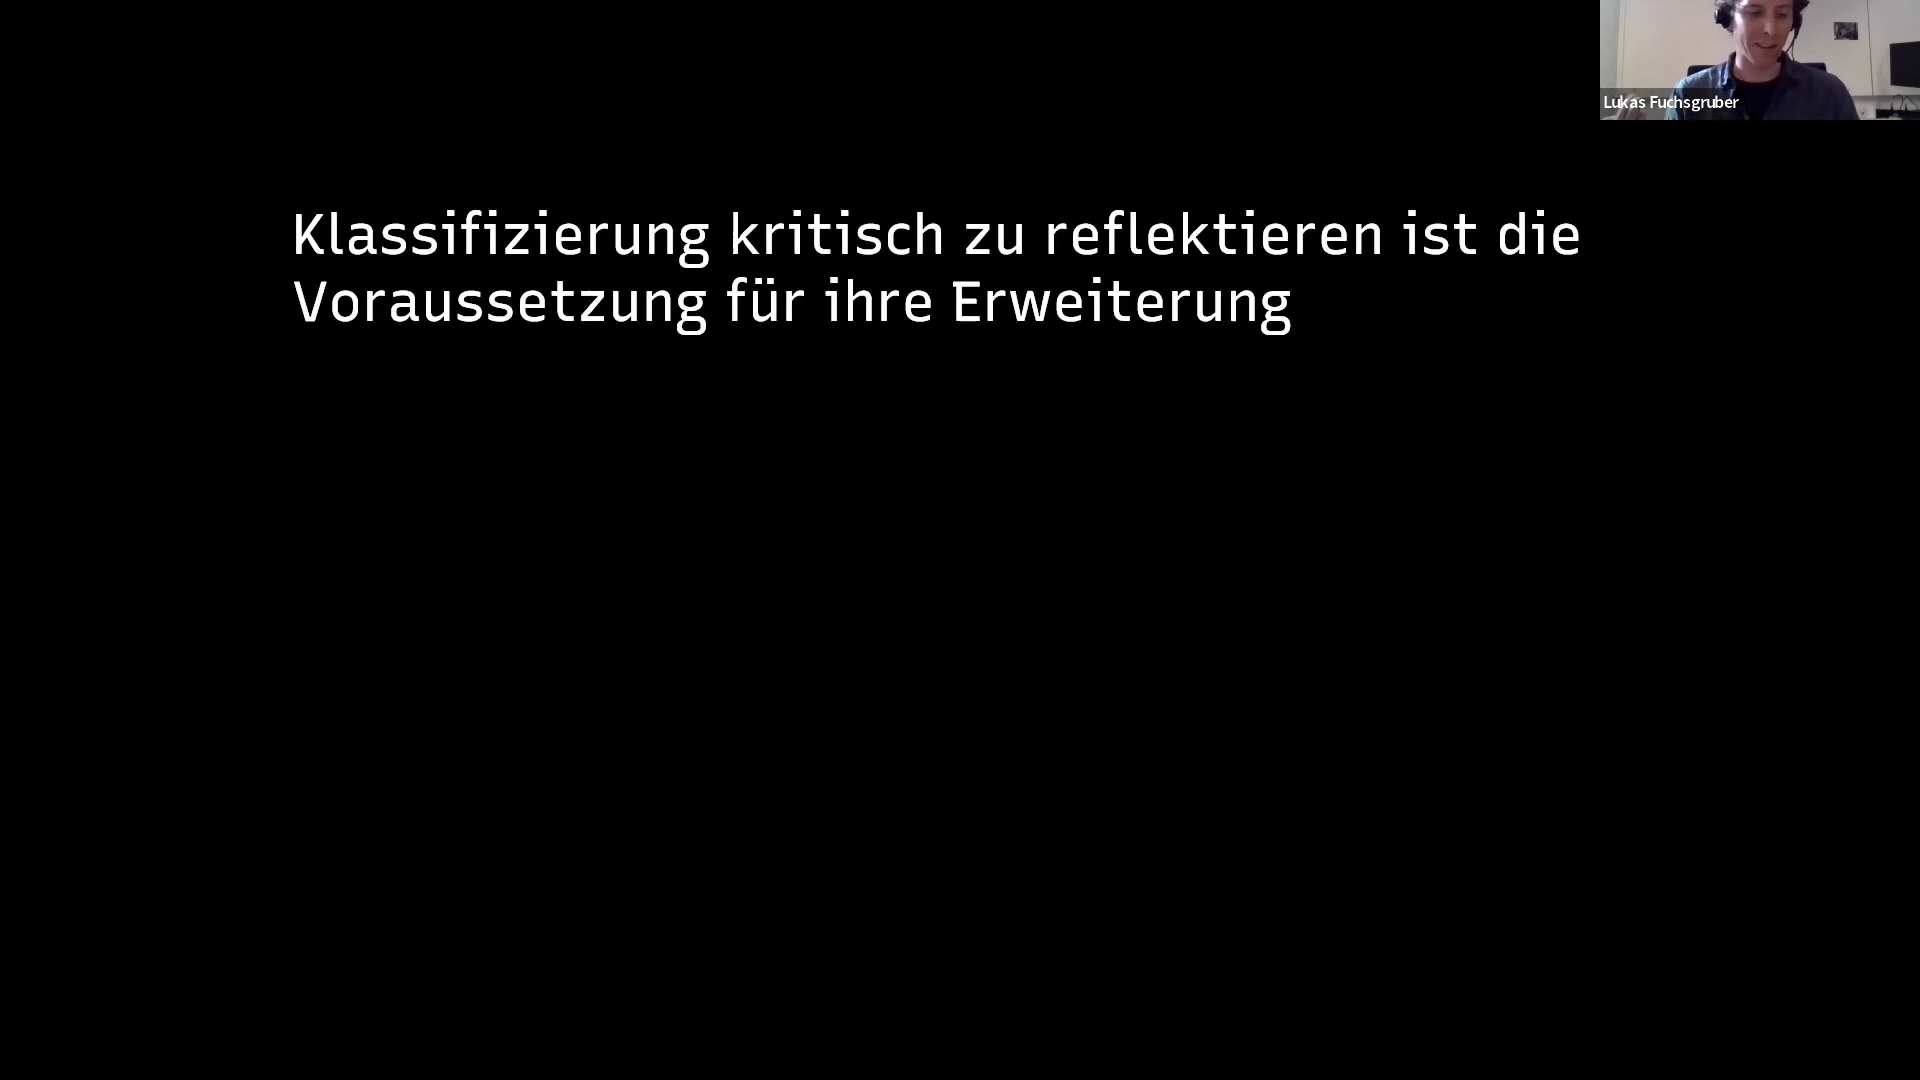 Klassifizierung kritisch zu reflektieren ist die
Voraussetzung für ihre Erweiterung
Lukas Fuchsgruber